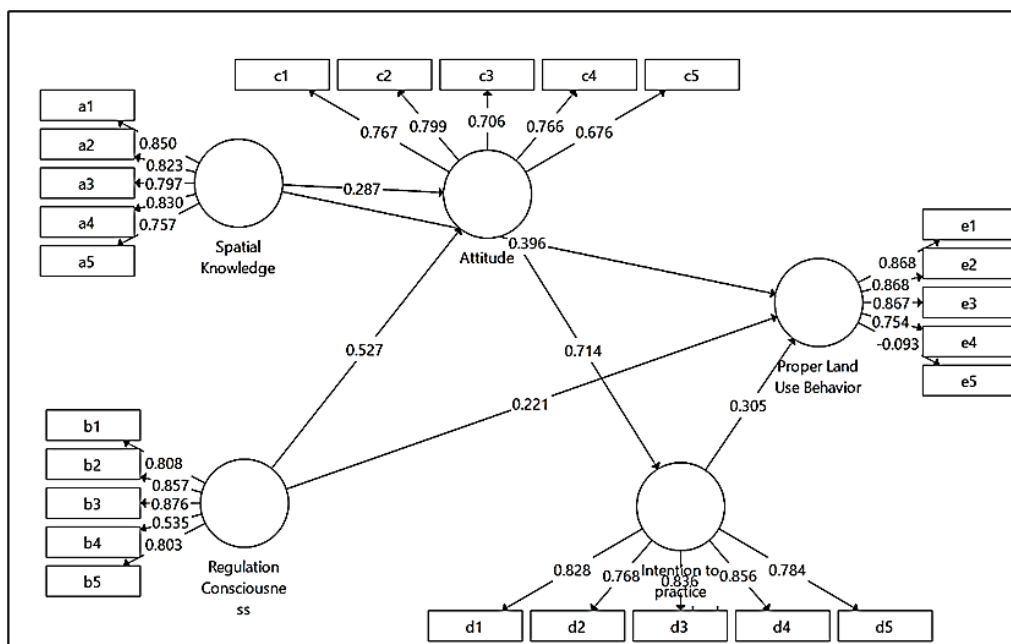 c1
c2
c3
c4
c5
0.767
0.799
0.706
0.766
0.676
a1
a2
a3
a4
a5
0.850
0.823
0.797
0.830
0.757
Spatial
Knowledge
0.287
Attitude
0.396
e1
e2
e3
e4
e5
0.868
0.868
0.867
0.754
-0.093
Proper Land
Use Behavior
0.527
0.714
0.221
0.305
b1
b2
b3
b4
b5
0.808
0.857
0.876
0.535
0.803
Regulation
Consciousne
ss
Intention to
practice
0.828
0.768
0.836
0.856
0.784
d1
d2
d3
d4
d5